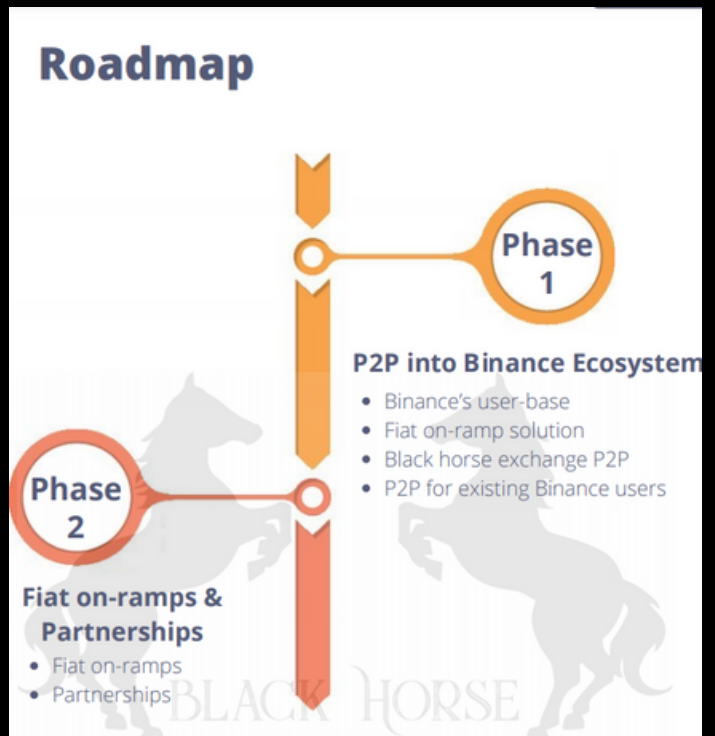 Roadmap
Phase
1
P2P into Binance Ecosystem
• Binance's user-base
• Fiat on-ramp solution
• Black horse exchange P2P
• P2P for existing Binance users
Phase
2
Fiat on-ramps &
Partnerships
• Fiat on-ramps
• Partnerships
BLACK HORSE